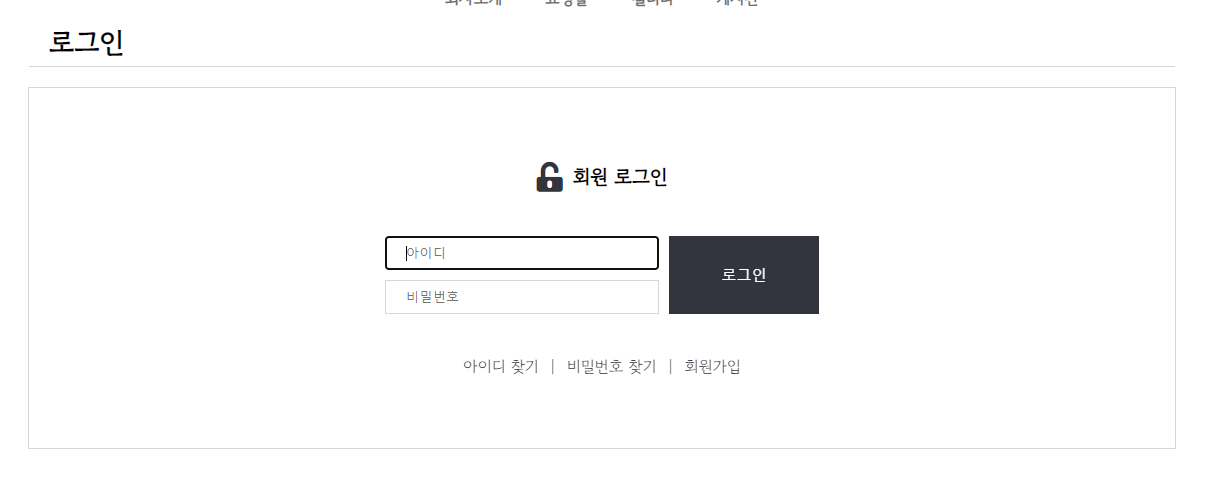 로그인
회원 로그인
아이디
로그인
비밀번호
아이디 찾기 | 비밀번호 찾기 | 회원가입